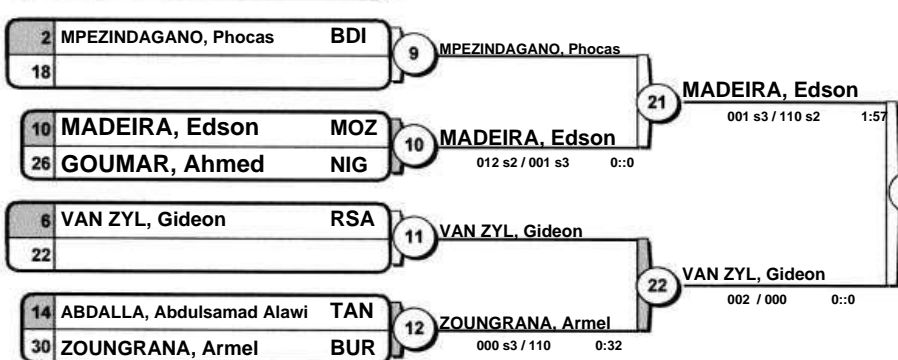 2 MPEZINDAGANO, Phocas BDI
18
9 MPEZINDAGANO, Phocas
21 MADEIRA, Edson
001 s3 / 110 s2 1:57
10 MADEIRA, Edson MOZ
26 GOUMAR, Ahmed NIG
10 MADEIRA, Edson
012 s2 / 001 s3 0::0
6 VAN ZYL, Gideon RSA
22
11 VAN ZYL, Gideon
22 VAN ZYL, Gideon
002 / 000 0::0
14 ABDALLA, Abdulsamad Alawi TAN
30 ZOUNGRANA, Armel BUR
12 ZOUNGRANA, Armel
000 s3 / 110 0:32